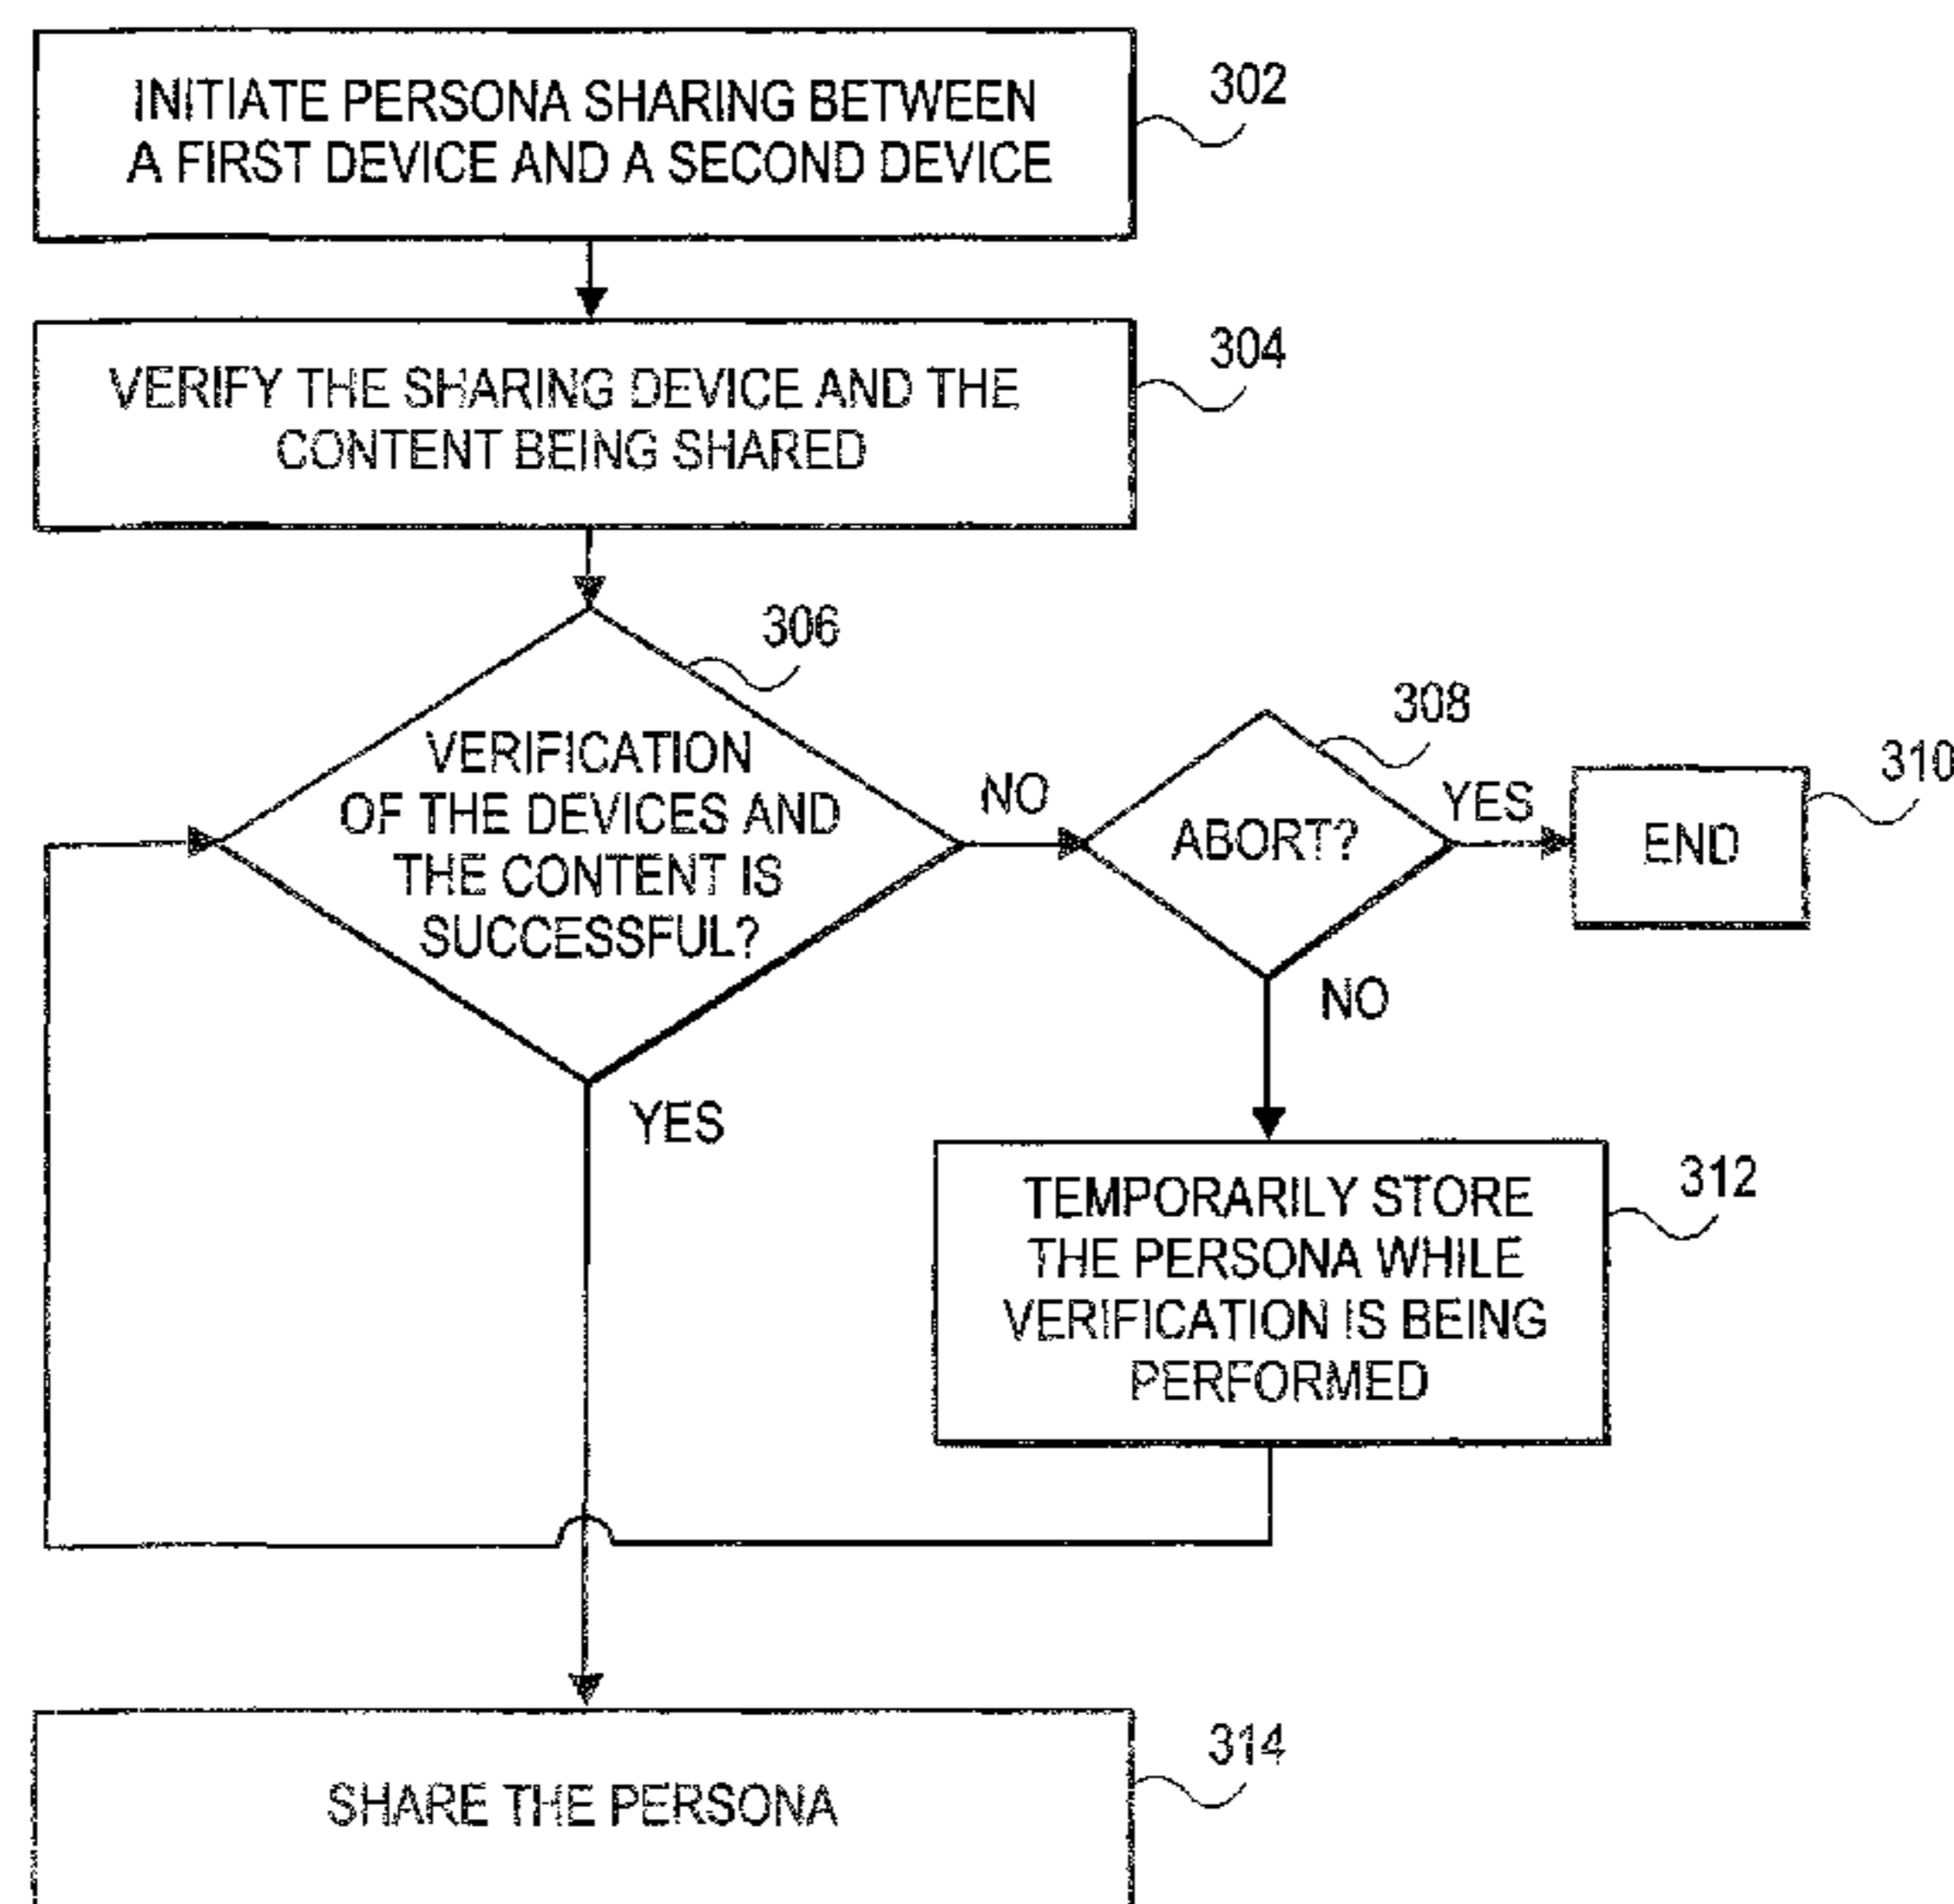 INITIATE PERSONA SHARING BETWEEN
A FIRST DEVICE AND A SECOND DEVICE
302
VERIFY THE SHARING DEVICE AND THE
CONTENT BEING SHARED
304
306
VERIFICATION
OF THE DEVICES AND
THE CONTENT IS
SUCCESSFUL?
NO
308
ABORT?
YES
310
END
NO
YES
312
TEMPORARILY STORE
THE PERSONA WHILE
VERIFICATION IS BEING
PERFORMED
314
SHARE THE PERSONA